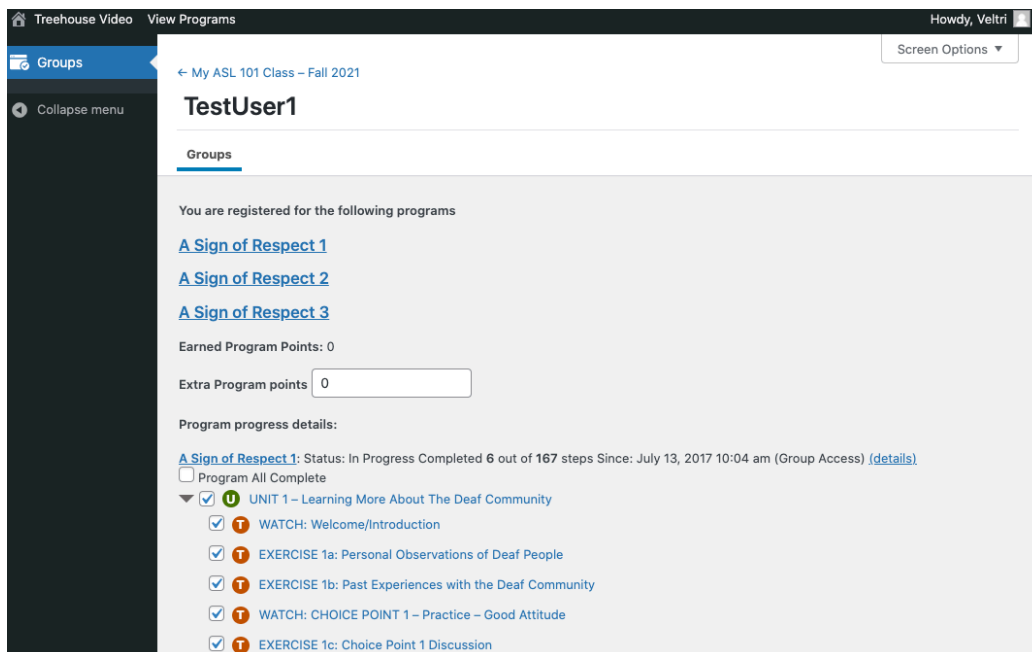 Treehouse Video View Programs Howdy, Veltri
Groups
Collapse menu
Screen Options ▼
← My ASL 101 Class – Fall 2021
TestUser1
Groups
You are registered for the following programs
A Sign of Respect 1
A Sign of Respect 2
A Sign of Respect 3
Earned Program Points: 0
Extra Program points 0
Program progress details:
A Sign of Respect 1: Status: In Progress Completed 6 out of 167 steps Since: July 13, 2017 10:04 am (Group Access) (details)
Program All Complete
U UNIT 1 – Learning More About The Deaf Community
T WATCH: Welcome/Introduction
T EXERCISE 1a: Personal Observations of Deaf People
T EXERCISE 1b: Past Experiences with the Deaf Community
T WATCH: CHOICE POINT 1 – Practice – Good Attitude
T EXERCISE 1c: Choice Point 1 Discussion